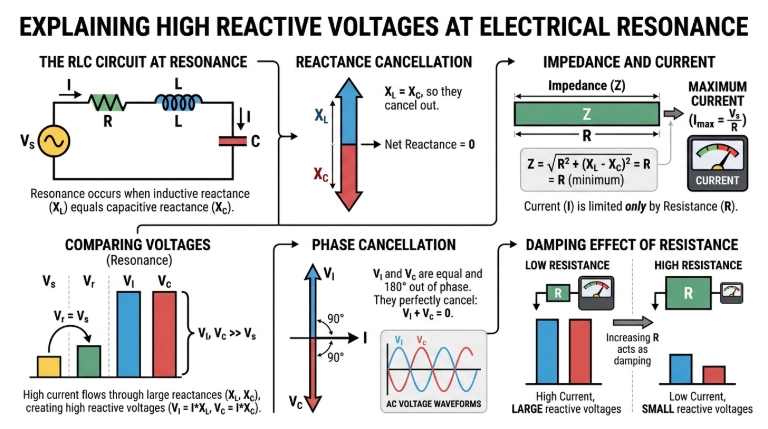 EXPLAINING HIGH REACTIVE VOLTAGES AT ELECTRICAL RESONANCE
THE RLC CIRCUIT AT RESONANCE
I
L
R
L
I
C
Vs
Resonance occurs when inductive reactance
(XL) equals capacitive reactance (XC).
REACTANCE CANCELLATION
XL
XC
XL = XC, so they
cancel out.
Net Reactance = 0
IMPEDANCE AND CURRENT
Impedance (Z)
Z
R
Z = √R² + (XL - XC)² = R
= R (minimum)
MAXIMUM
CURRENT
(Imax = Vs/R)
CURRENT
Current (I) is limited only by Resistance (R).
COMPARING VOLTAGES
(Resonance)
Vs Vr Vl Vc
Vr = Vs
Vl, Vc >> Vs
High current flows through large reactances (XL, XC),
creating high reactive voltages (Vl = I*XL, VC = I*XC).
PHASE CANCELLATION
Vl
90°
I
90°
VC
Vl and VC are equal and
180° out of phase.
They perfectly cancel:
Vl + VC = 0.
Vl VC
AC VOLTAGE WAVEFORMS
DAMPING EFFECT OF RESISTANCE
LOW RESISTANCE
R
High Current,
LARGE reactive voltages
Increasing R
acts as
damping
HIGH RESISTANCE
R
Low Current,
SMALL reactive voltages